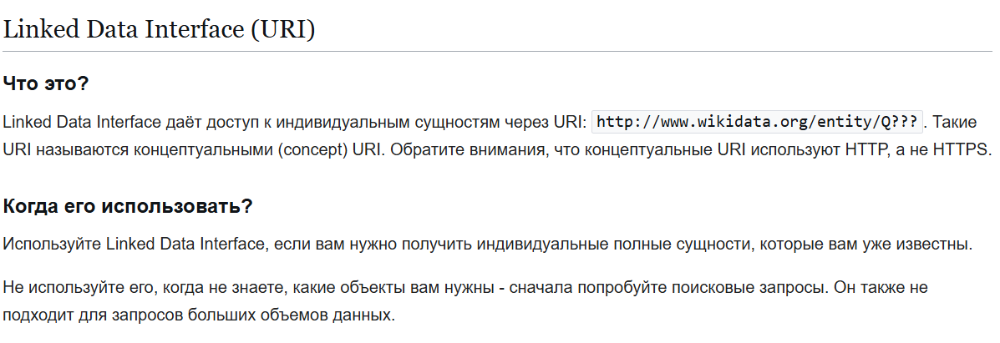 Linked Data Interface (URI)
Что это?
Linked Data Interface даёт доступ к индивидуальным сущностям через URI: http://www.wikidata.org/entity/Q???. Такие
URI называются концептуальными (concept) URI. Обратите внимания, что концептуальные URI используют HTTP, а не HTTPS.
Когда его использовать?
Используйте Linked Data Interface, если вам нужно получить индивидуальные полные сущности, которые вам уже известны.
Не используйте его, когда не знаете, какие объекты вам нужны - сначала попробуйте поисковые запросы. Он также не
подходит для запросов больших объемов данных.